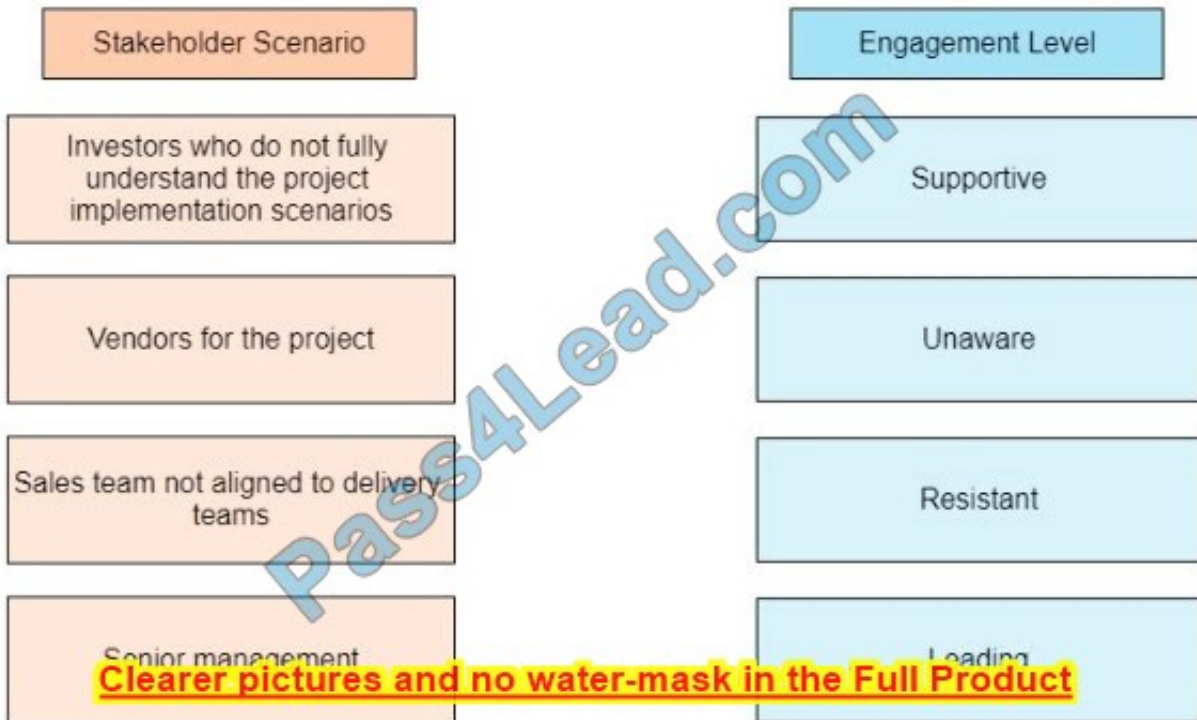 Stakeholder Scenario
Engagement Level
Investors who do not fully
understand the project
implementation scenarios
Supportive
Vendors for the project
Unaware
Sales team not aligned to delivery
teams
Resistant
Senior management
Leading
Clearer pictures and no water-mask in the Full Product
Pass4Lead.com